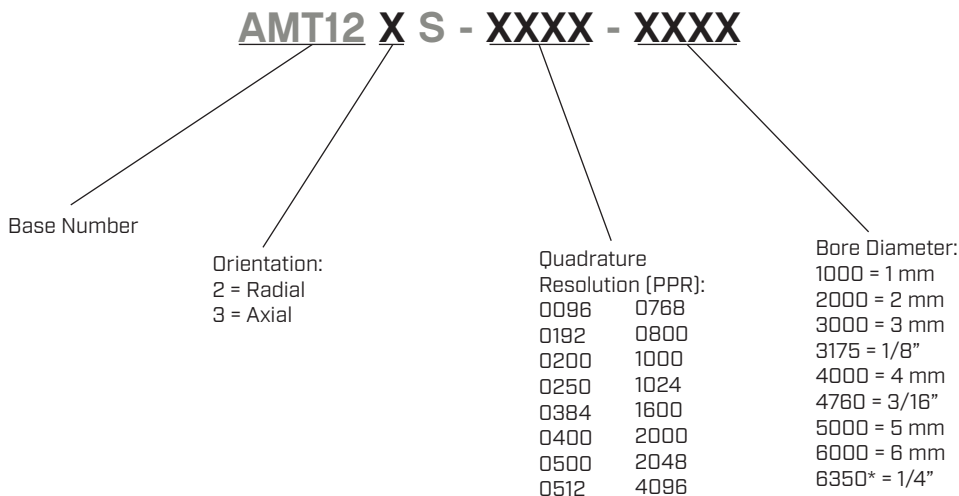 AMT12 X S - XXXX - XXXX
Base Number
Orientation:
2 = Radial
3 = Axial
Quadrature
Resolution (PPR):
0096 0768
0192 0800
0200 1000
0250 1024
0384 1600
0400 2000
0500 2048
0512 4096
Bore Diameter:
1000 = 1 mm
2000 = 2 mm
3000 = 3 mm
3175 = 1/8”
4000 = 4 mm
4760 = 3/16”
5000 = 5 mm
6000 = 6 mm
6350* = 1/4”